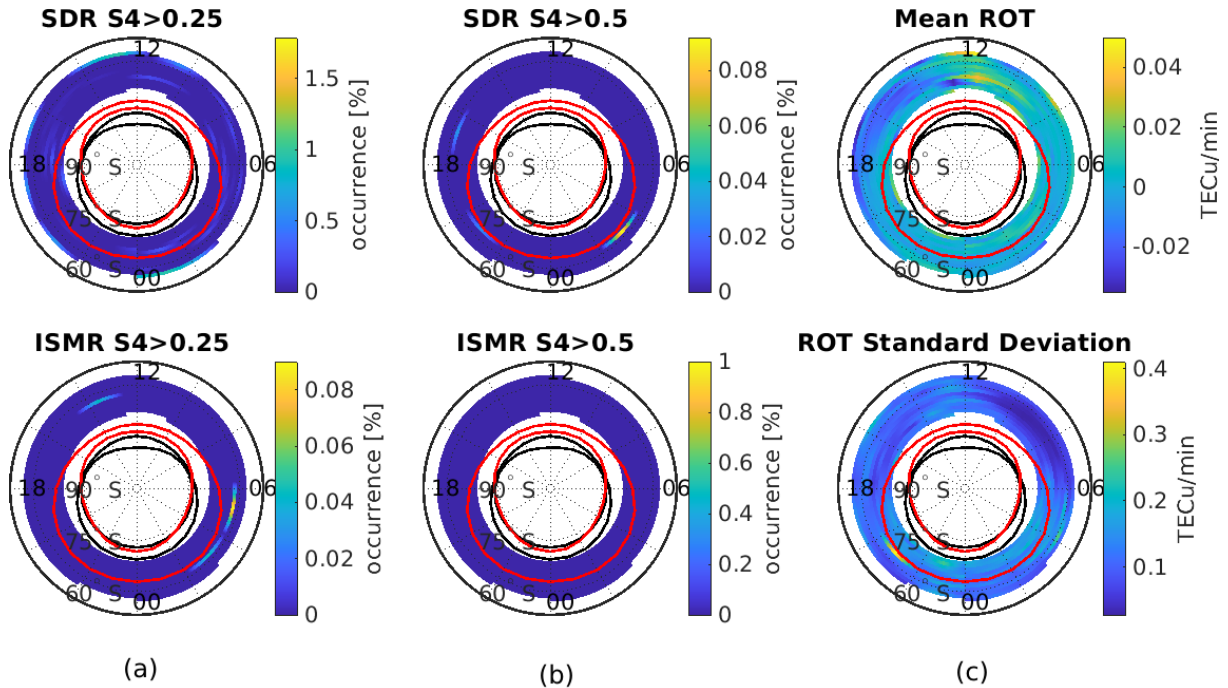 SDR S4>0.25
12
18
06
00
90° S
75° S
60° S
1.5
1
0.5
0
occurrence [%]
SDR S4>0.5
12
18
06
00
90° S
75° S
60° S
0.08
0.06
0.04
0.02
0
occurrence [%]
Mean ROT
12
18
06
00
90° S
75° S
60° S
0.04
0.02
0
-0.02
TECu/min
ISMR S4>0.25
12
18
06
00
90° S
75° S
60° S
0.08
0.06
0.04
0.02
0
occurrence [%]
ISMR S4>0.5
12
18
06
00
90° S
75° S
60° S
1
0.8
0.6
0.4
0.2
0
occurrence [%]
ROT Standard Deviation
12
18
06
00
90° S
75° S
60° S
0.4
0.3
0.2
0.1
TECu/min
(a)
(b)
(c)